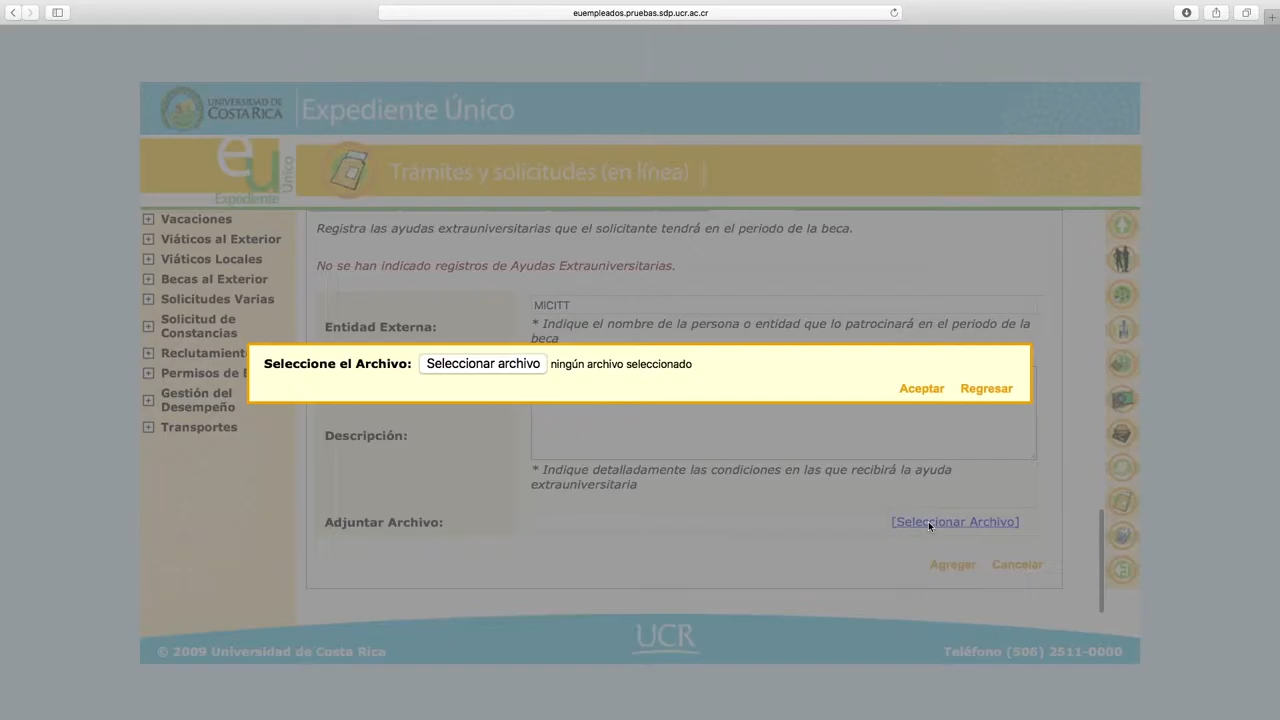 euempleados.pruebas.sdp.ucr.ac.cr
UNIVERSIDAD DE
COSTA RICA
Expediente Único
eu
Único
Expediente
Trámites y solicitudes (en línea)
Vacaciones
Viáticos al Exterior
Viáticos Locales
Becas al Exterior
Solicitudes Varias
Solicitud de
Constancias
Reclutamient
Permisos de
Gestión del
Desempeño
Transportes
Registra las ayudas extrauniversitarias que el solicitante tendrá en el periodo de la beca.
No se han indicado registros de Ayudas Extrauniversitarias.
Entidad Externa:
MICITT
* Indique el nombre de la persona o entidad que lo patrocinará en el periodo de la
beca
Seleccione el Archivo: Seleccionar archivo ningún archivo seleccionado
Aceptar Regresar
Descripción:
* Indique detalladamente las condiciones en las que recibirá la ayuda
extrauniversitaria
Adjuntar Archivo: [Seleccionar Archivo]
Agregar Cancelar
UCR
© 2009 Universidad de Costa Rica
Teléfono (506) 2511-0000